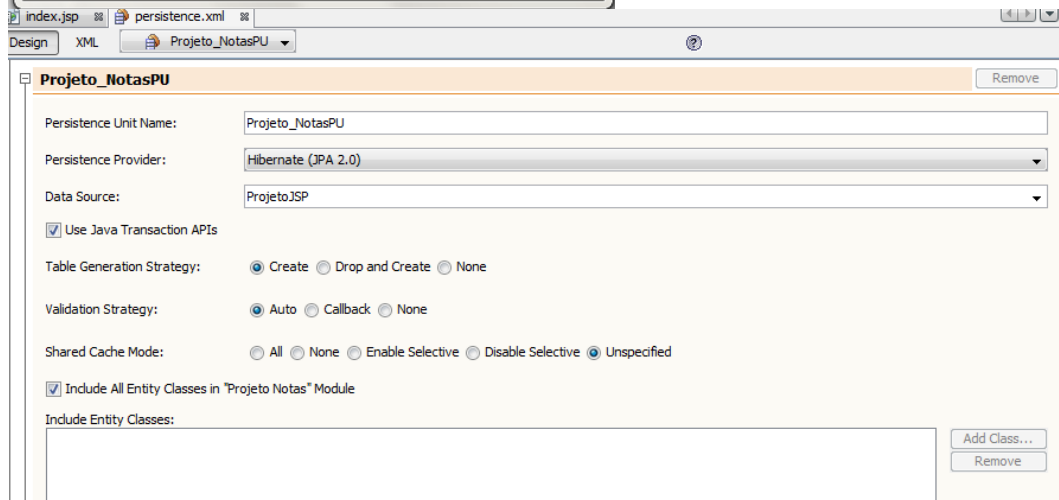 index.jsp persistence.xml
Design XML Projeto_NotasPU
Projeto_NotasPU Remove
Persistence Unit Name: Projeto_NotasPU
Persistence Provider: Hibernate (JPA 2.0)
Data Source: ProjetoJSP
Use Java Transaction APIs
Table Generation Strategy: Create Drop and Create None
Validation Strategy: Auto Callback None
Shared Cache Mode: All None Enable Selective Disable Selective Unspecified
Include All Entity Classes in "Projeto Notas" Module
Include Entity Classes:
Add Class...
Remove